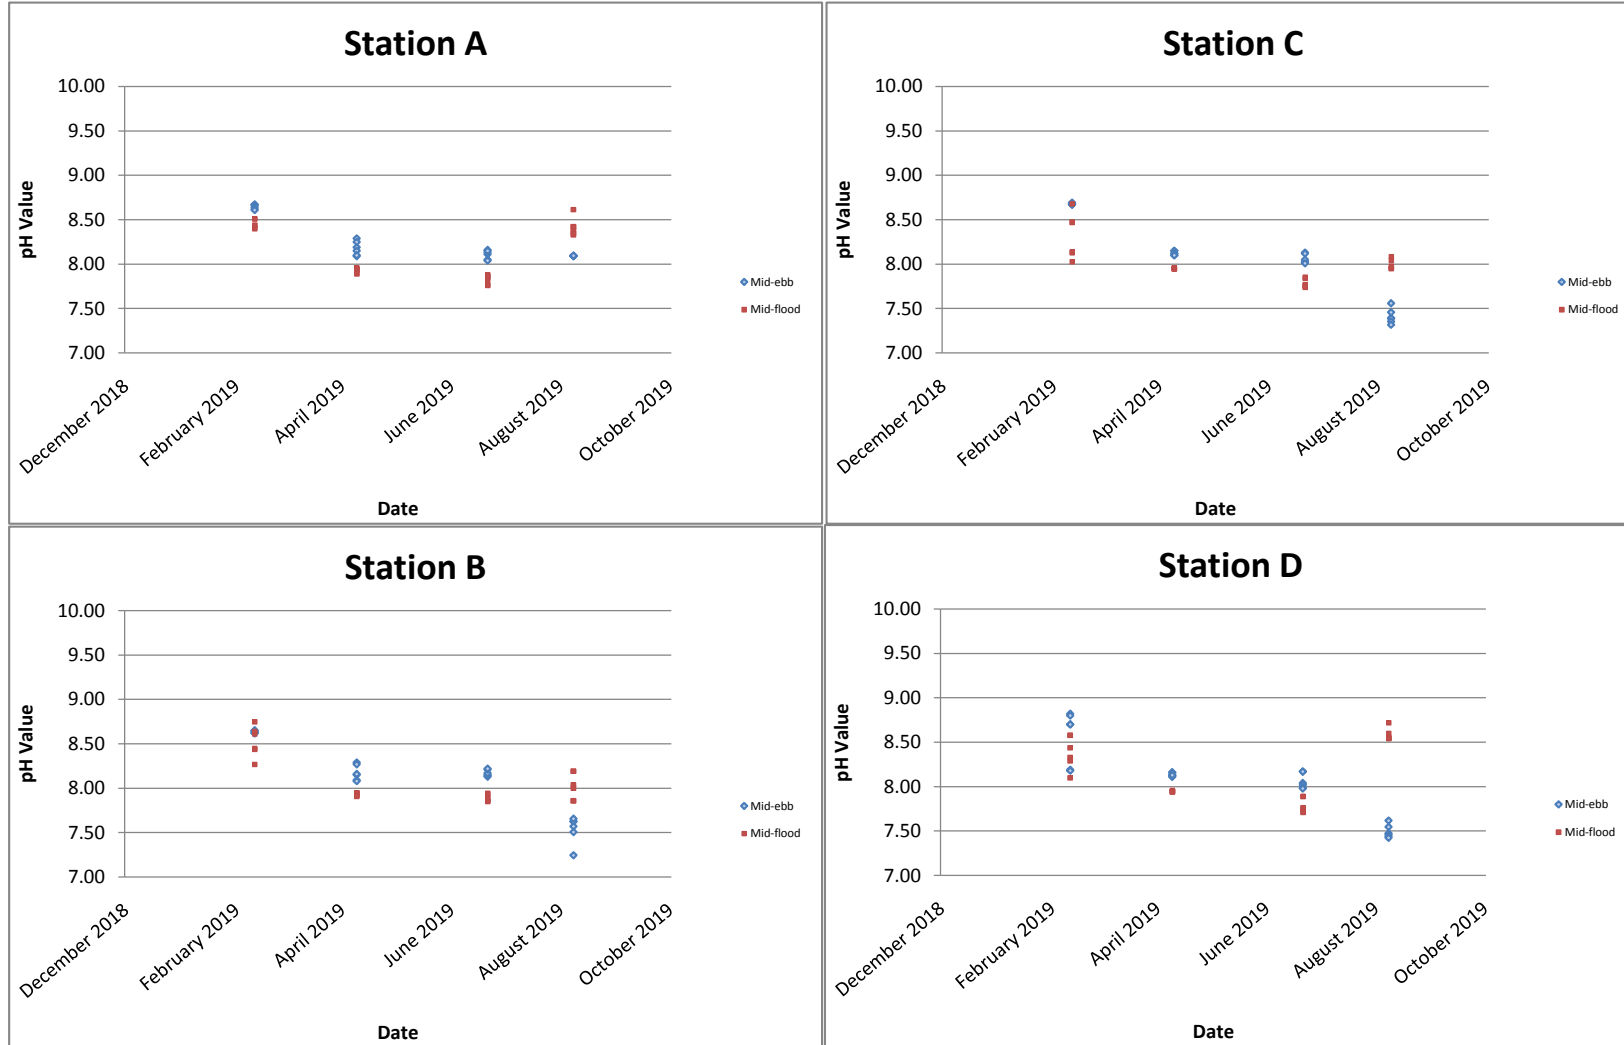 Station A
10.00
9.50
9.00
8.50
8.00
7.50
7.00
pH Value
December 2018
February 2019
April 2019
June 2019
August 2019
October 2019
Date
Mid-ebb
Mid-flood
Station C
10.00
9.50
9.00
8.50
8.00
7.50
7.00
pH Value
December 2018
February 2019
April 2019
June 2019
August 2019
October 2019
Date
Mid-ebb
Mid-flood
Station B
10.00
9.50
9.00
8.50
8.00
7.50
7.00
pH Value
December 2018
February 2019
April 2019
June 2019
August 2019
October 2019
Date
Mid-ebb
Mid-flood
Station D
10.00
9.50
9.00
8.50
8.00
7.50
7.00
pH Value
December 2018
February 2019
April 2019
June 2019
August 2019
October 2019
Date
Mid-ebb
Mid-flood